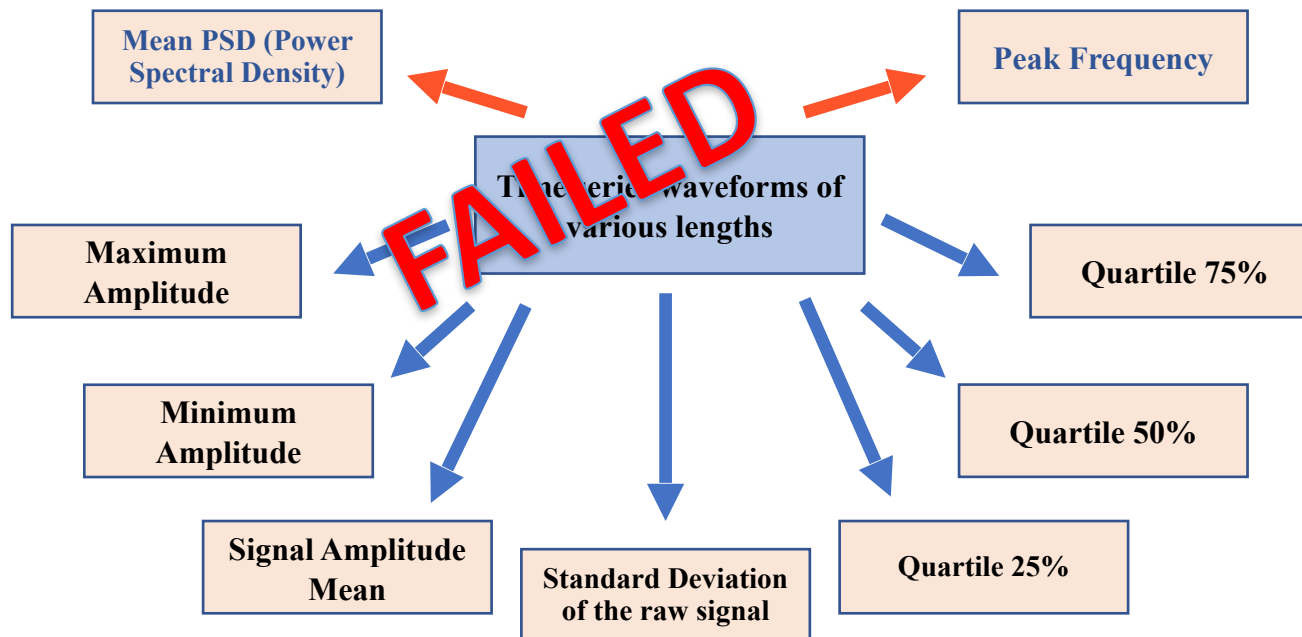 Mean PSD (Power
Spectral Density)
Peak Frequency
FAILED
waveforms of
various lengths
Maximum
Amplitude
Quartile 75%
Minimum
Amplitude
Quartile 50%
Signal Amplitude
Mean
Standard Deviation
of the raw signal
Quartile 25%